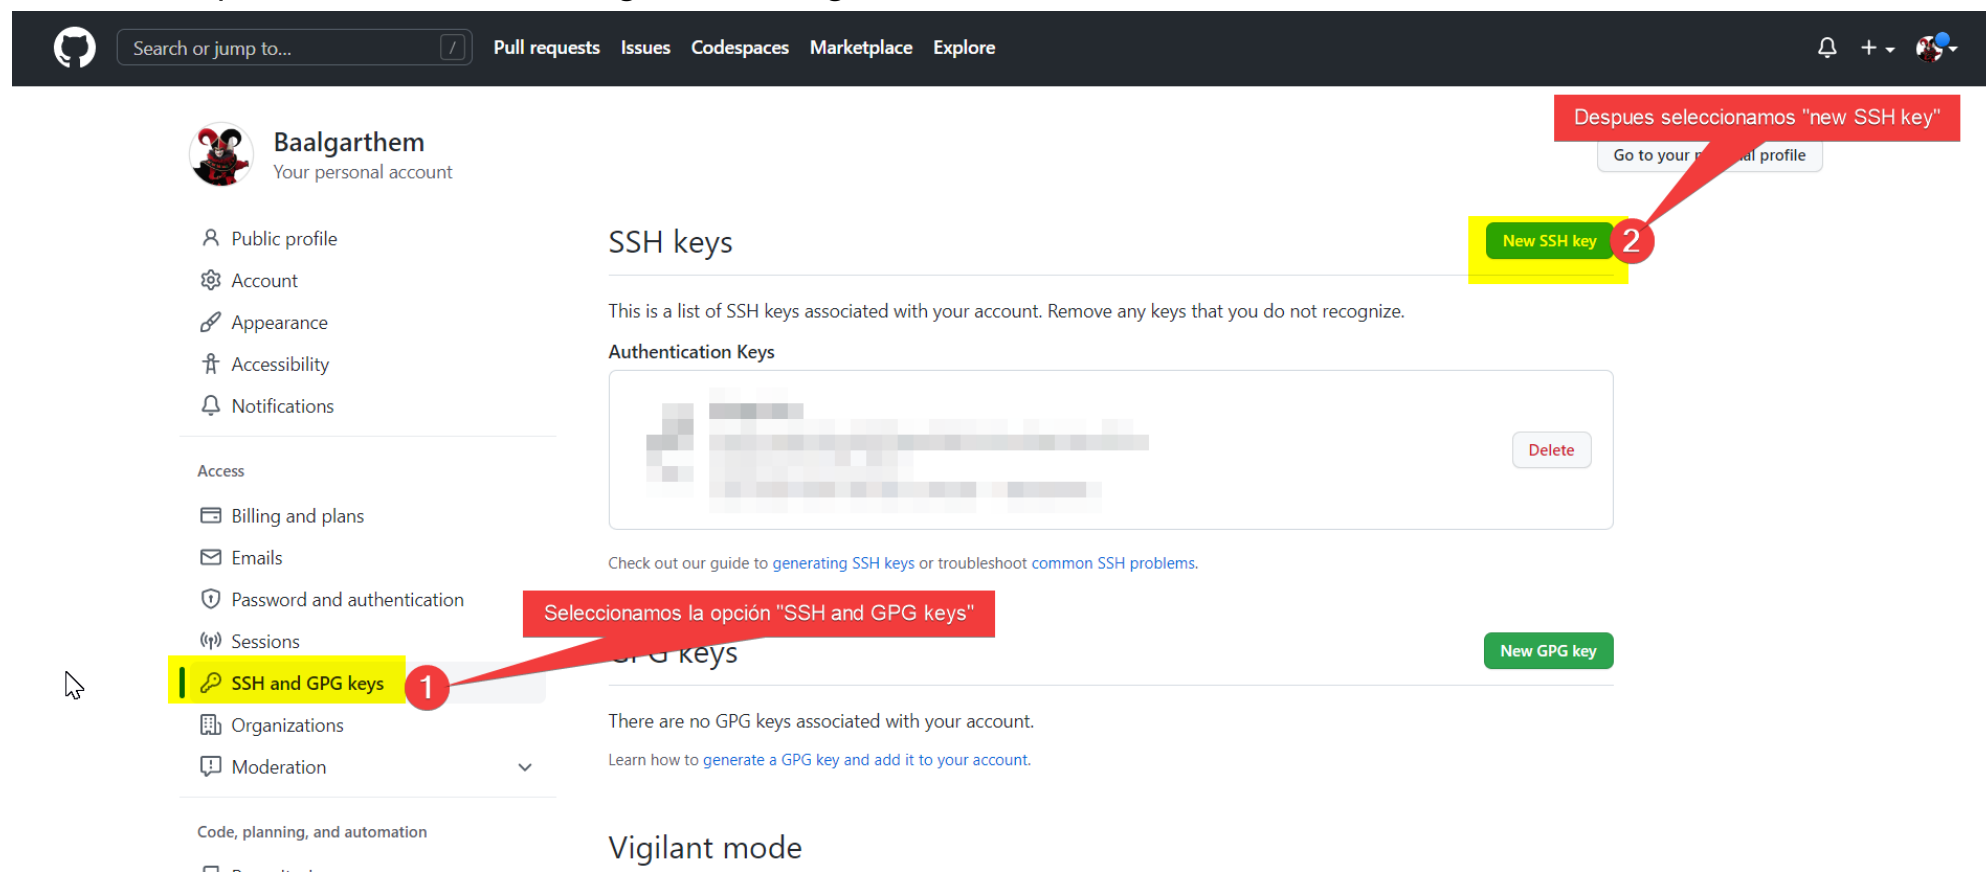 Search or jump to... /
Pull requests Issues Codespaces Marketplace Explore
Despues seleccionamos "new SSH key"
Baalgarthem
Your personal account
Go to your profile
Public profile
Account
Appearance
Accessibility
Notifications
Access
Billing and plans
Emails
Password and authentication
Sessions
SSH and GPG keys
1
Organizations
Moderation
Code, planning, and automation
SSH keys
New SSH key
2
This is a list of SSH keys associated with your account. Remove any keys that you do not recognize.
Authentication Keys
Delete
Check out our guide to generating SSH keys or troubleshoot common SSH problems.
Seleccionamos la opción "SSH and GPG keys"
GPG keys
New GPG key
There are no GPG keys associated with your account.
Learn how to generate a GPG key and add it to your account.
Vigilant mode